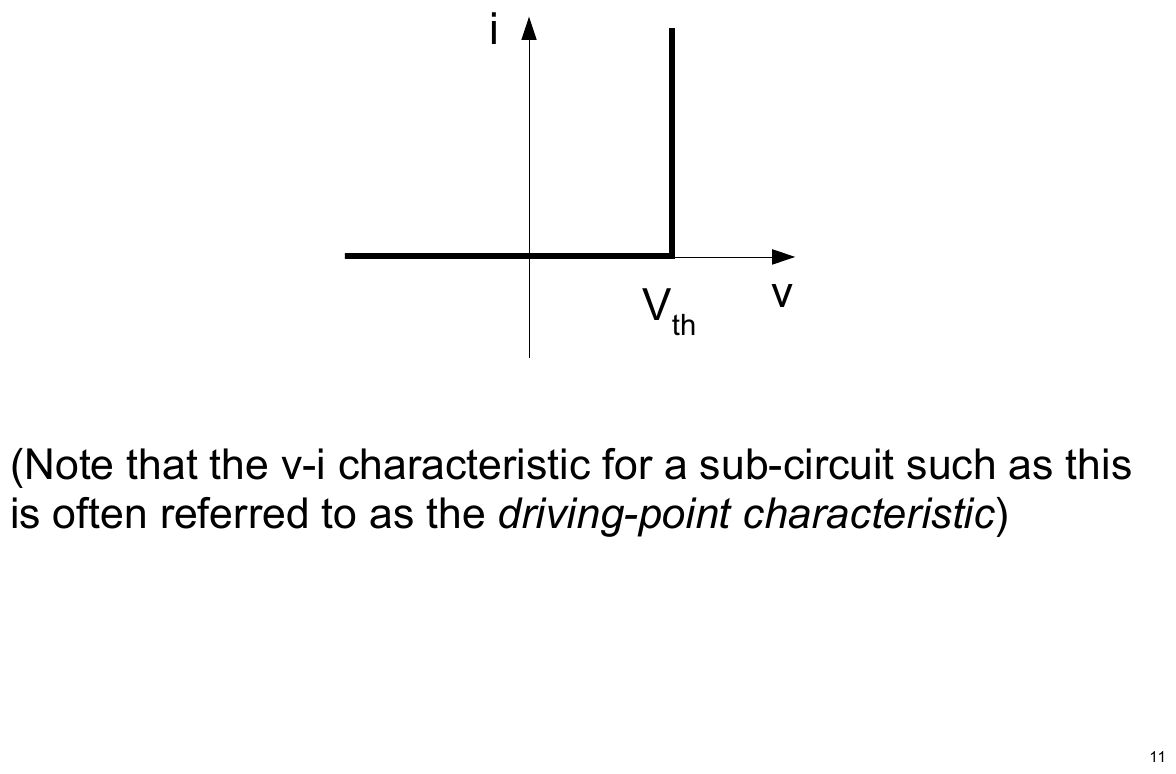 i
V
th
v
(Note that the v-i characteristic for a sub-circuit such as this
is often referred to as the driving-point characteristic)
11